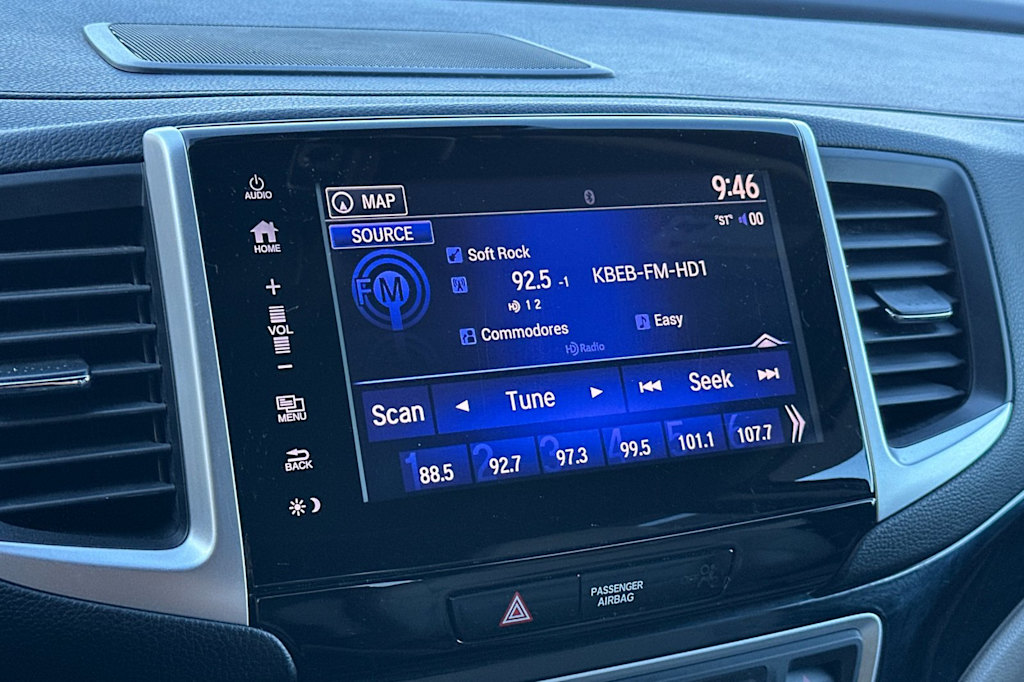 AUDIO
HOME
+
VOL
−
MENU
BACK
MAP
9:46
SOURCE
"ST" 00
FM
Soft Rock
92.5 -1 KBEB-FM-HD1
HD 1 2
Commodores Easy
HD Radio
Scan Tune Seek
1 88.5 2 92.7 3 97.3 4 99.5 5 101.1 6 107.7
PASSENGER
AIRBAG